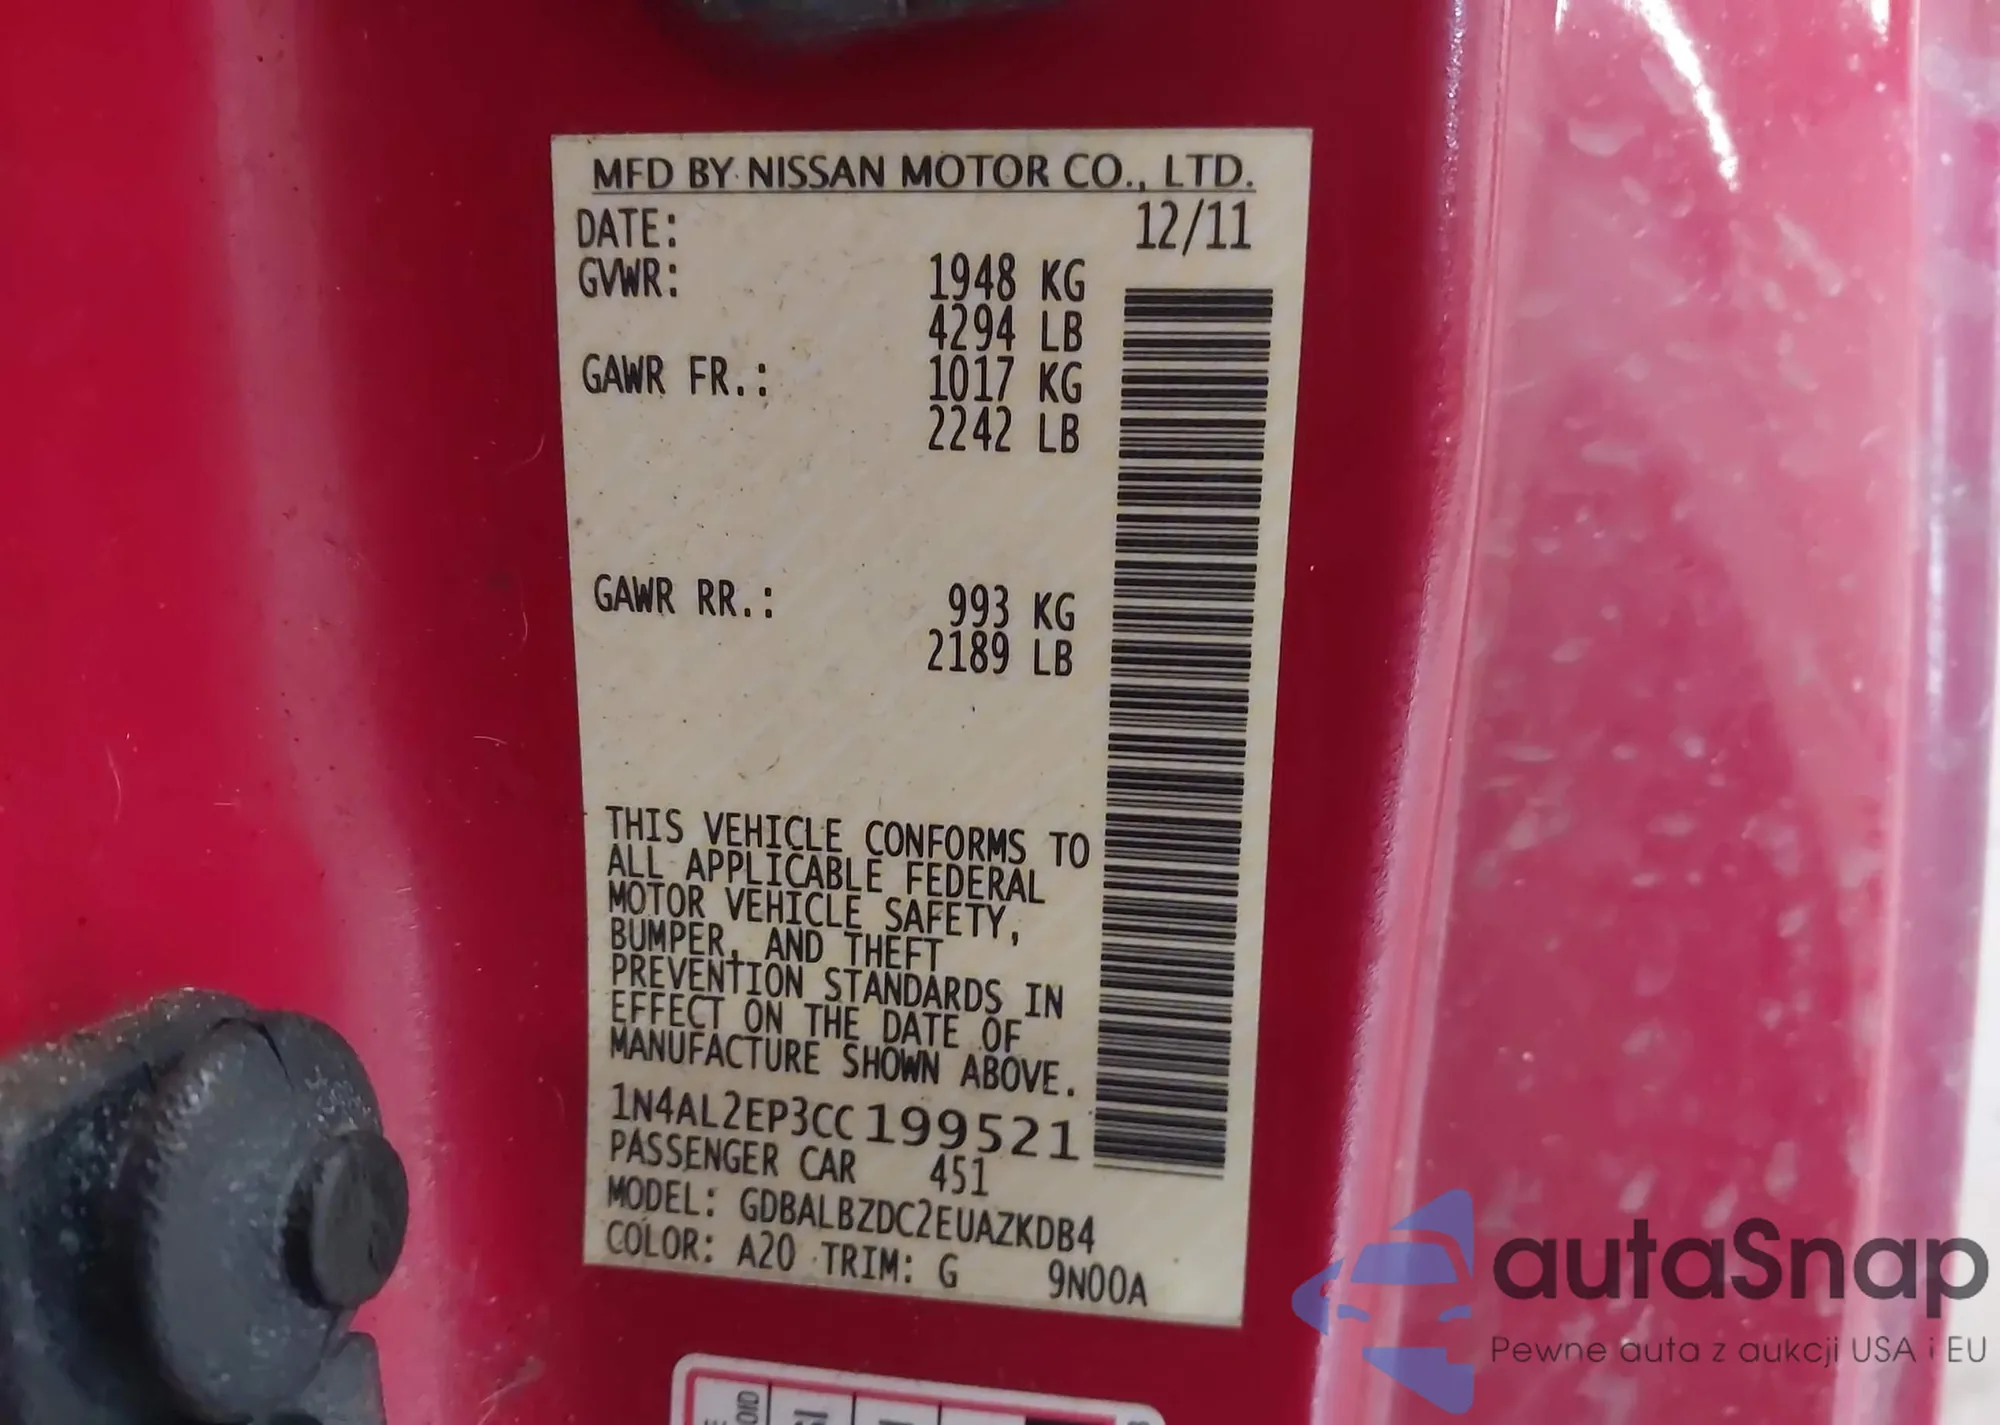 MFD BY NISSAN MOTOR CO., LTD.
DATE: 12/11
GVWR: 1948 KG
4294 LB
GAWR FR.: 1017 KG
2242 LB
GAWR RR.: 993 KG
2189 LB
THIS VEHICLE CONFORMS TO
ALL APPLICABLE FEDERAL
MOTOR VEHICLE SAFETY,
BUMPER, AND THEFT
PREVENTION STANDARDS IN
EFFECT ON THE DATE OF
MANUFACTURE SHOWN ABOVE.
1N4AL2EP3CC199521
PASSENGER CAR 451
MODEL: GDBALBZDC2EUAZKDB4
COLOR: A20 TRIM: G 9N00A
autaSnap
Pewne auta z aukcji USA i EU